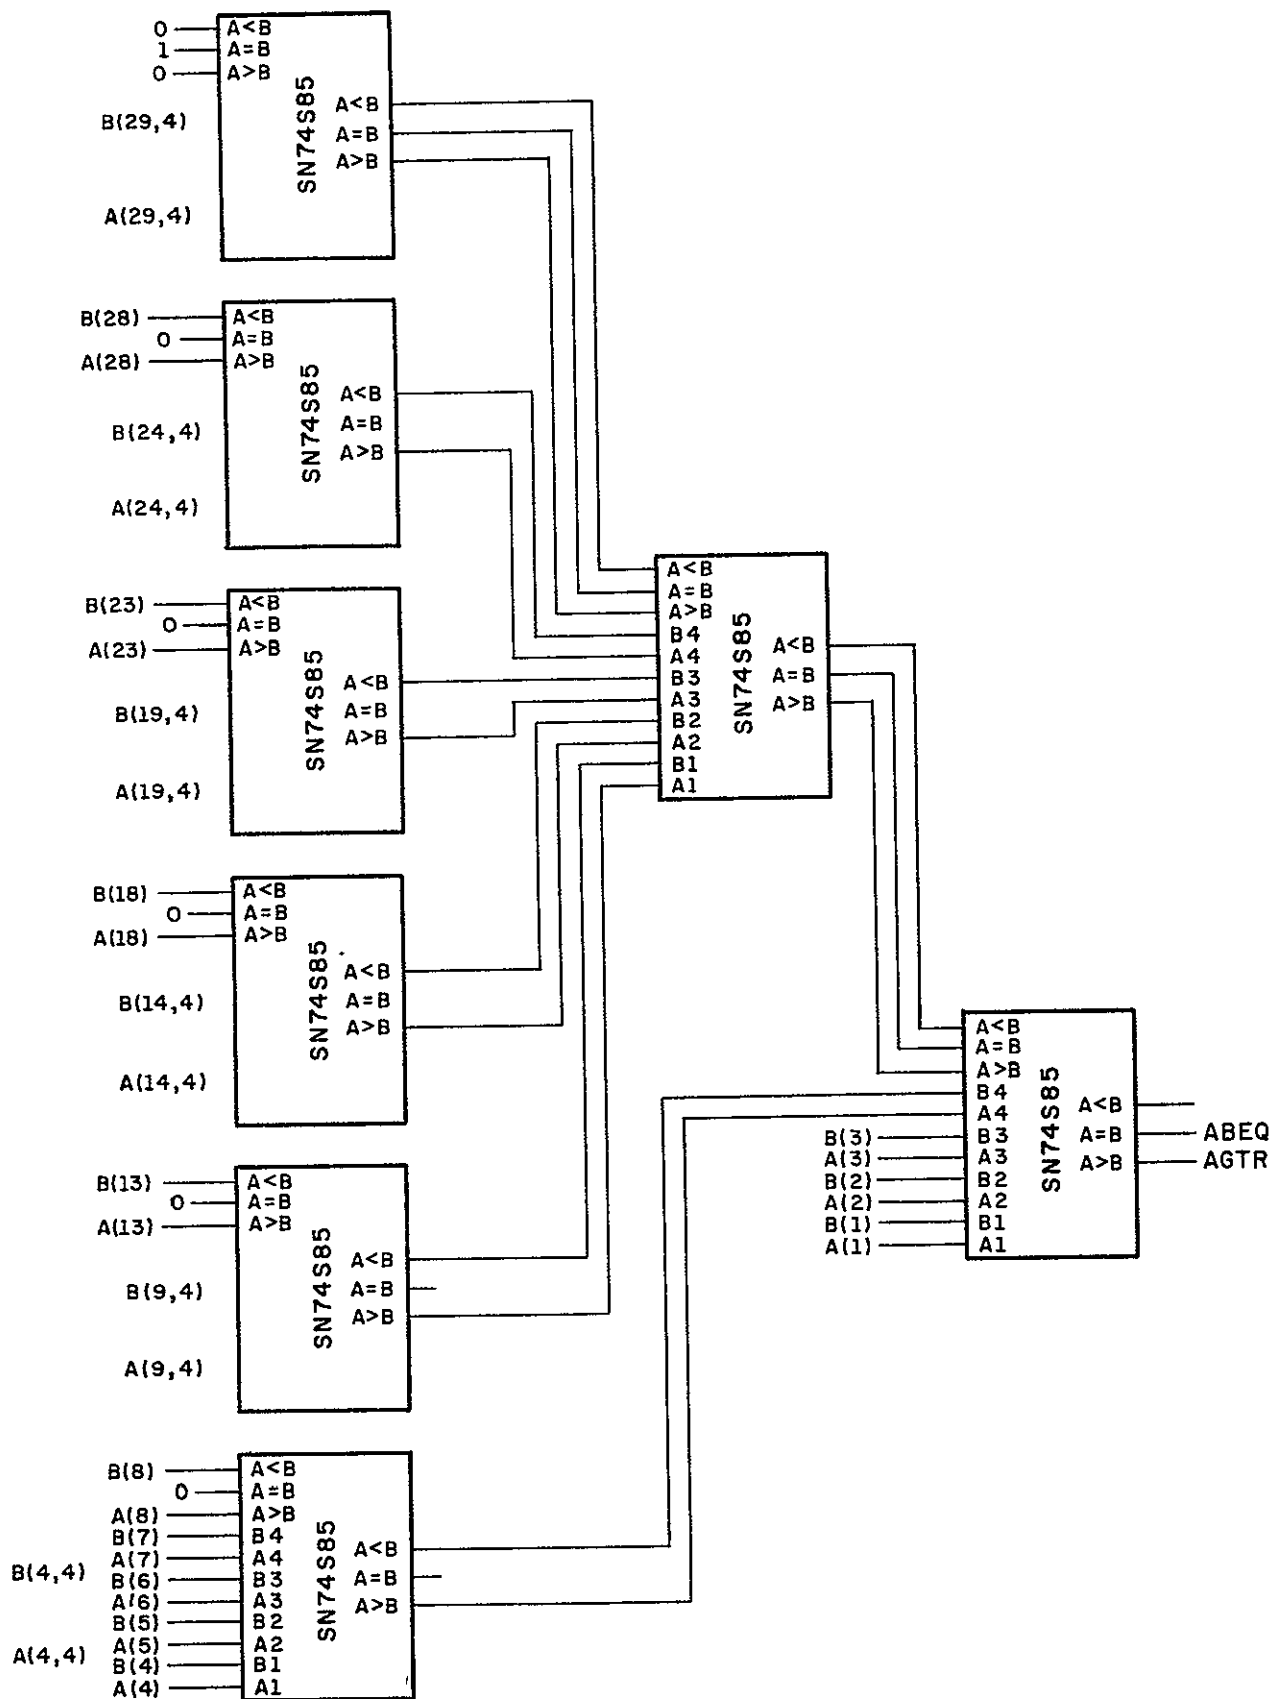 0 A<B
1 A=B
0 A>B
SN74S85
A<B
B(29,4)
A=B
A>B
A(29,4)
B(28) A<B
0 A=B
A(28) A>B
SN74S85
A<B
B(24,4) A=B
A>B
A(24,4)
B(23) A<B
0 A=B
A(23) A>B
SN74S85
A<B
B(19,4) A=B
A>B
A(19,4)
A<B
A=B
A>B
B4
A4
B3
A3
B2
A2
B1
A1
SN74S85
A<B
A=B
A>B
B(18) A<B
0 A=B
A(18) A>B
SN74S85
A<B
B(14,4) A=B
A>B
A(14,4)
B(13) A<B
0 A=B
A(13) A>B
SN74S85
A<B
B(9,4) A=B
A>B
A(9,4)
A<B
A=B
A>B
B4
A4
B(3) B3
A(3) A3
B(2) B2
A(2) A2
B(1) B1
A(1) A1
SN74S85
A<B
A=B ABEQ
A>B AGTR
B(8) A<B
0 A=B
A(8) A>B
B(7) B4
A(7) A4
B(6) B3
A(6) A3
B(5) B2
A(5) A2
B(4) B1
A(4) A1
B(4,4)
A(4,4)
SN74S85
A<B
A=B
A>B